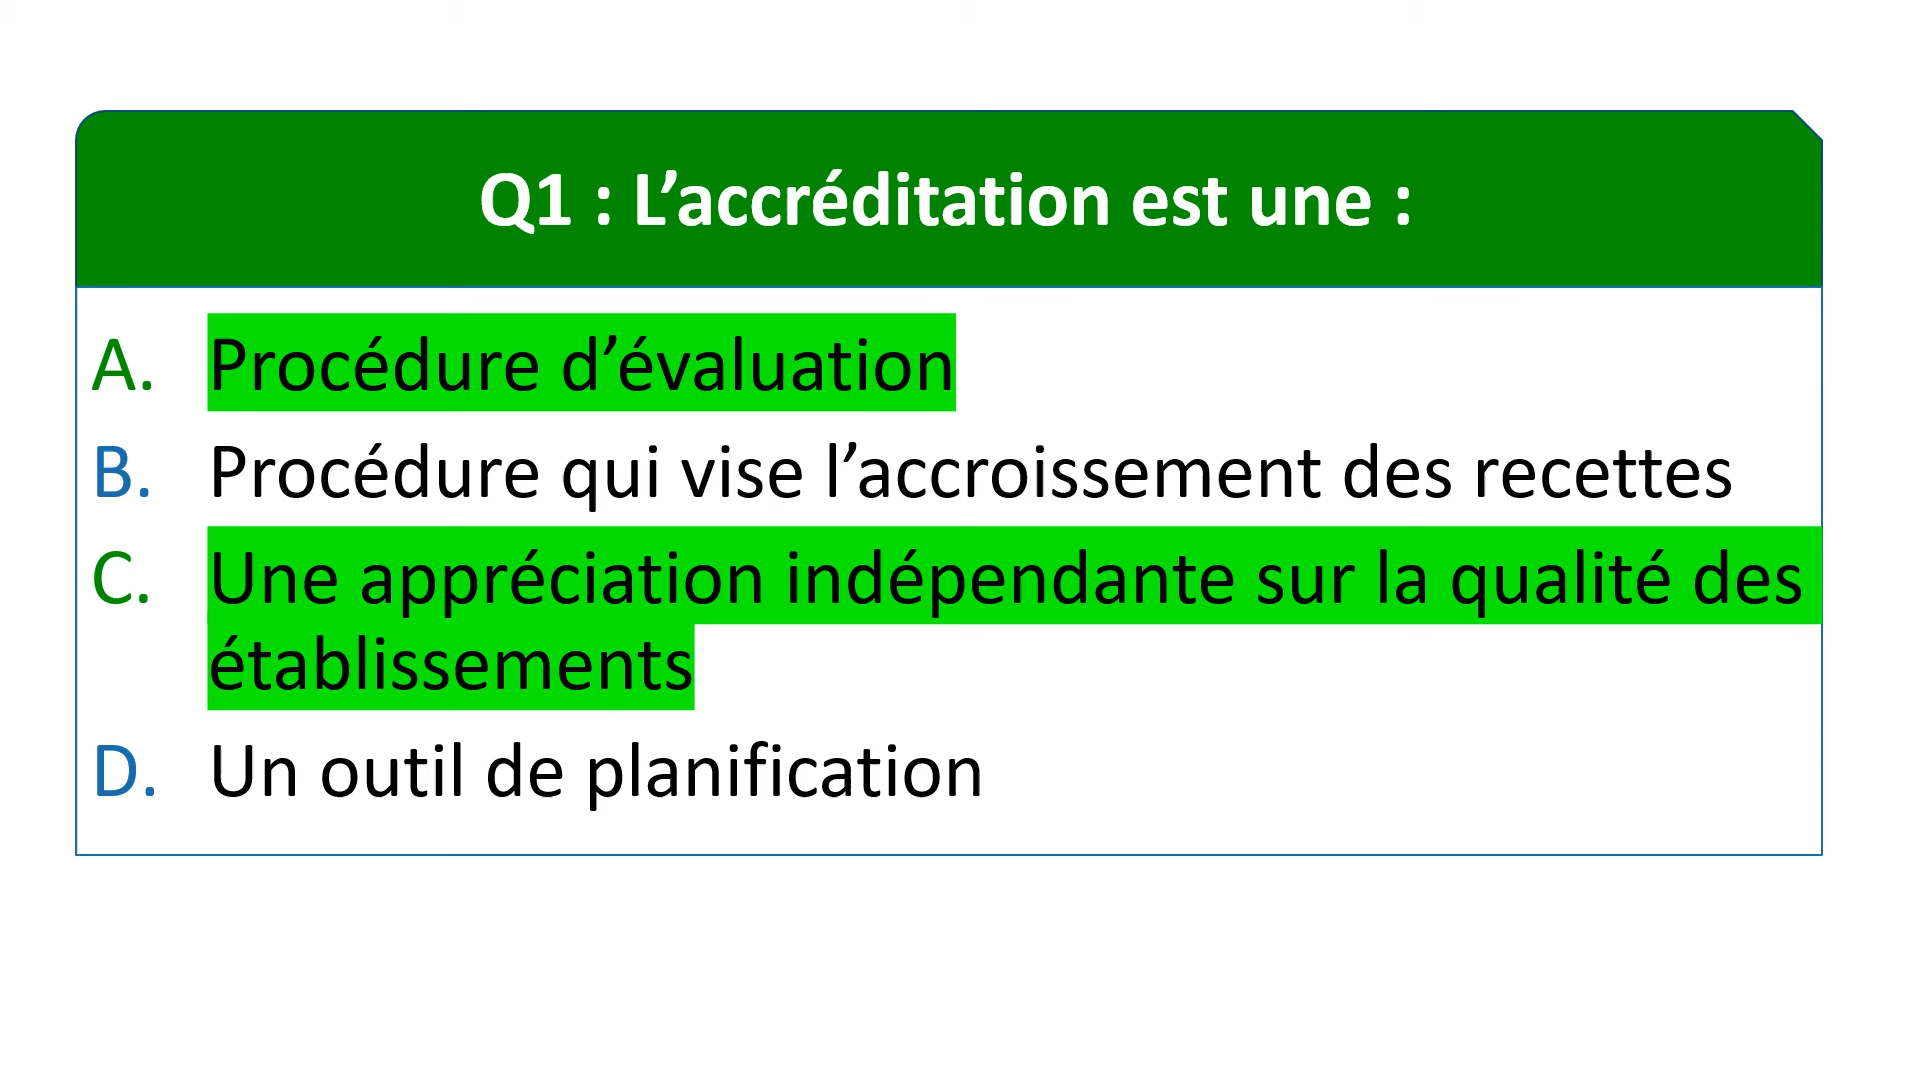 Q1 : L’accréditation est une :
A. Procédure d’évaluation
B. Procédure qui vise l’accroissement des recettes
C. Une appréciation indépendante sur la qualité des
établissements
D. Un outil de planification